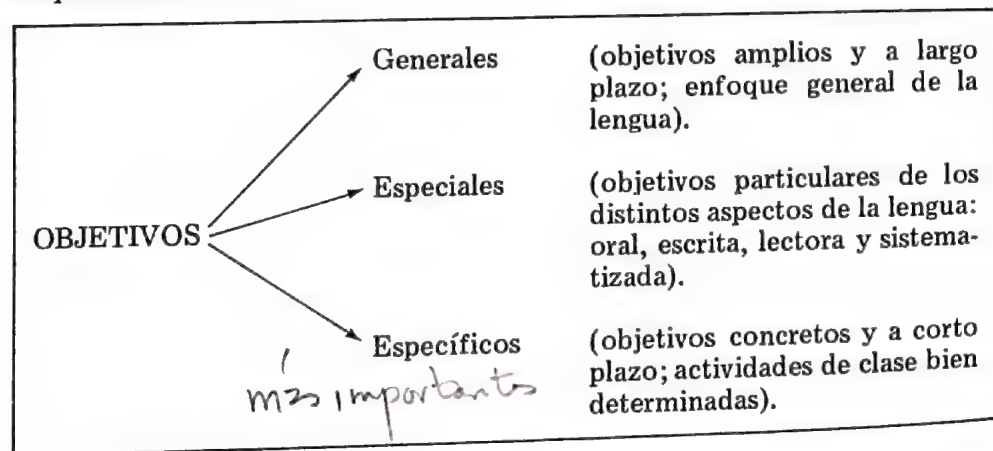 Generales (objetivos amplios y a largo
plazo; enfoque general de la
lengua).
Especiales (objetivos particulares de los
distintos aspectos de la lengua:
OBJETIVOS oral, escrita, lectora y sistema-
tizada).
Específicos (objetivos concretos y a corto
plazo; actividades de clase bien
determinadas).
más importantes